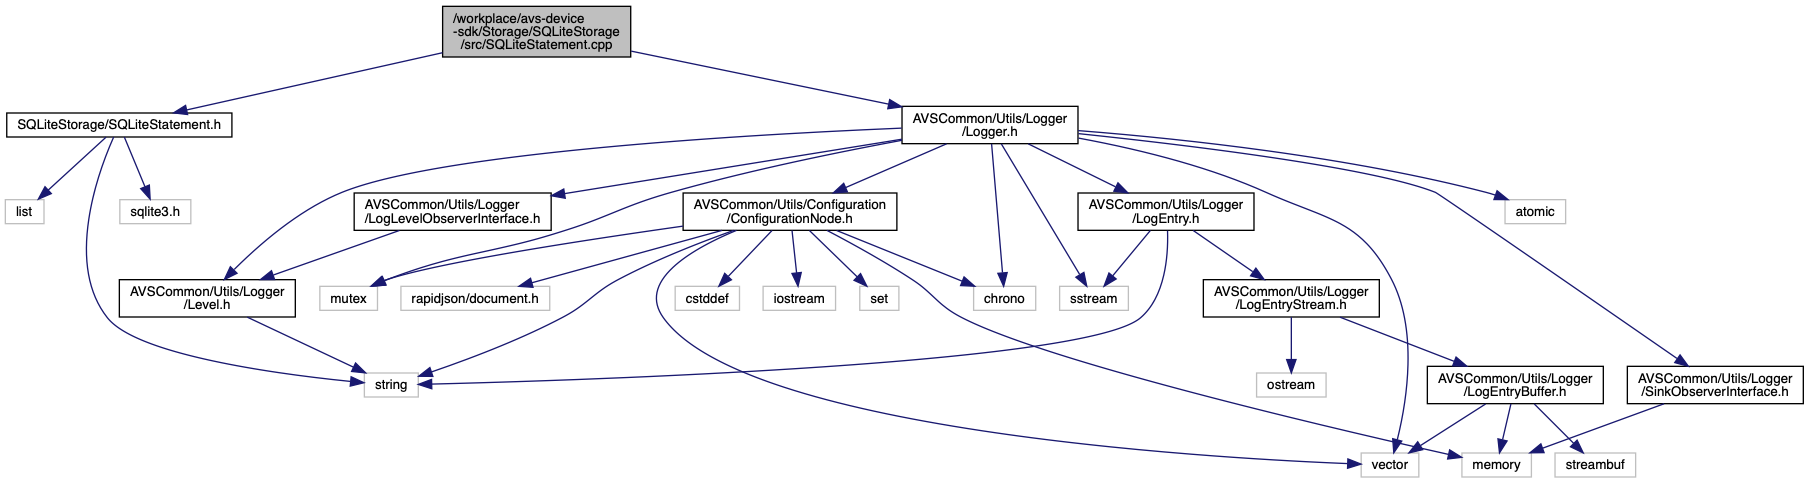 /workplace/avs-device
-sdk/Storage/SQLiteStorage
/src/SQLiteStatement.cpp
SQLiteStorage/SQLiteStatement.h
AVSCommon/Utils/Logger
/Logger.h
list
sqlite3.h
AVSCommon/Utils/Logger
/LogLevelObserverInterface.h
AVSCommon/Utils/Configuration
/ConfigurationNode.h
AVSCommon/Utils/Logger
/LogEntry.h
atomic
AVSCommon/Utils/Logger
/Level.h
mutex
rapidjson/document.h
cstddef
iostream
set
chrono
sstream
AVSCommon/Utils/Logger
/LogEntryStream.h
string
ostream
AVSCommon/Utils/Logger
/LogEntryBuffer.h
AVSCommon/Utils/Logger
/SinkObserverInterface.h
vector
memory
streambuf